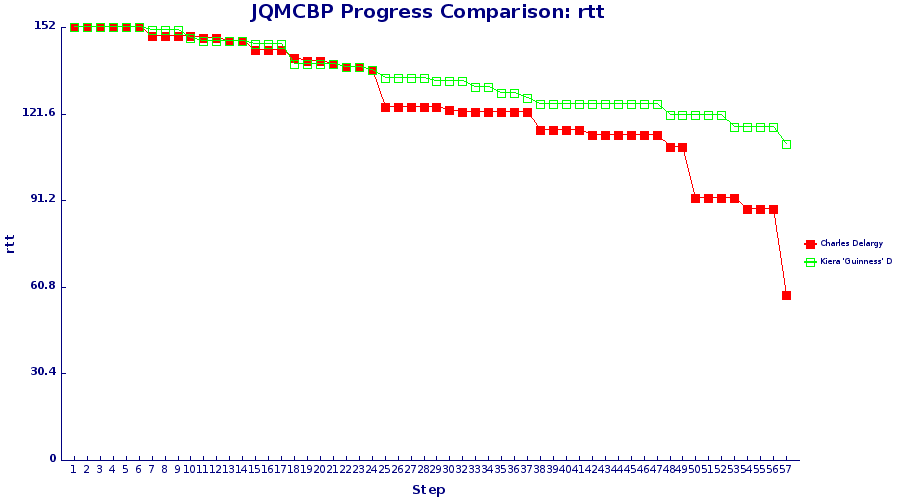 JQMCBP Progress Comparison: rtt
152
121.6
91.2
60.8
30.4
0
rtt
1 2 3 4 5 6 7 8 9 10 11 12 13 14 15 16 17 18 19 20 21 22 23 24 25 26 27 28 29 30 31 32 33 34 35 36 37 38 39 40 41 42 43 44 45 46 47 48 49 50 51 52 53 54 55 56 57
Step
Charles Delargy
Kiera 'Guinness' D